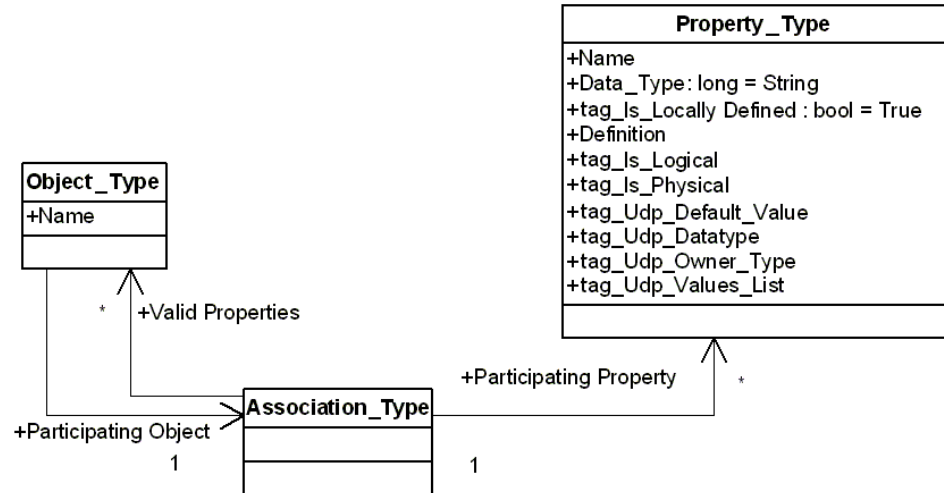 Property_Type
+Name
+Data_Type: long = String
+tag_Is_Locally Defined : bool = True
+Definition
+tag_Is_Logical
+tag_Is_Physical
+tag_Udp_Default_Value
+tag_Udp_Datatype
+tag_Udp_Owner_Type
+tag_Udp_Values_List
Object_Type
+Name
* +Valid Properties
+Participating Property *
Association_Type
+Participating Object
1 1